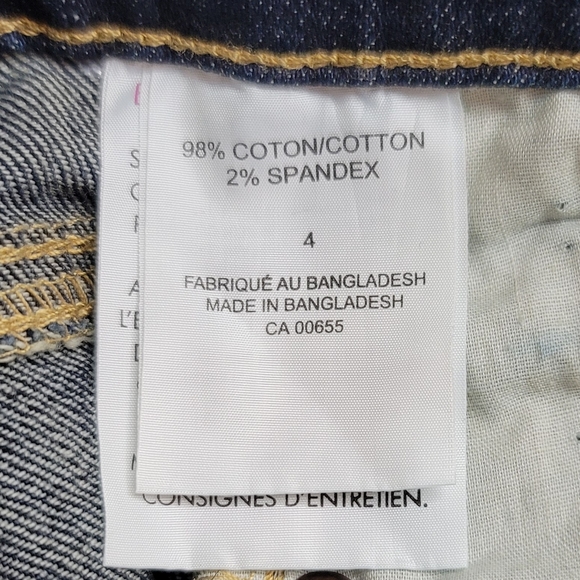 98% COTON/COTTON
2% SPANDEX
4
FABRIQUÉ AU BANGLADESH
MADE IN BANGLADESH
CA 00655
CONSIGNES D'ENTRETIEN.